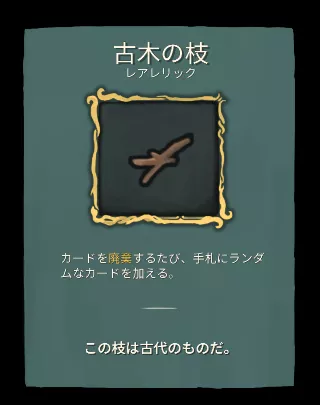 古木の枝
レアレリック
カードを廃棄するたび、手札にランダ
ムなカードを加える。
この枝は古代のものだ。